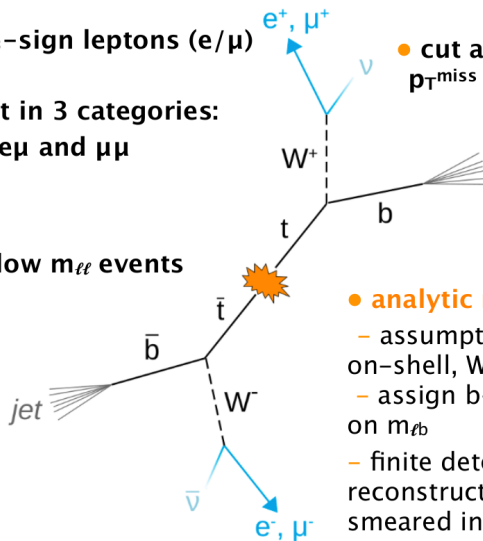 -sign leptons (e/μ)
t in 3 categories:
eμ and μμ
low mℓℓ events
e⁺, μ⁺
ν
● cut a
pTmiss
W⁺
b
t
t̄
b̄
jet
W⁻
ν̄
e⁻, μ⁻
● analytic
– assumpt
on-shell, W
– assign b-
on mℓb
– finite dete
reconstruct
smeared in